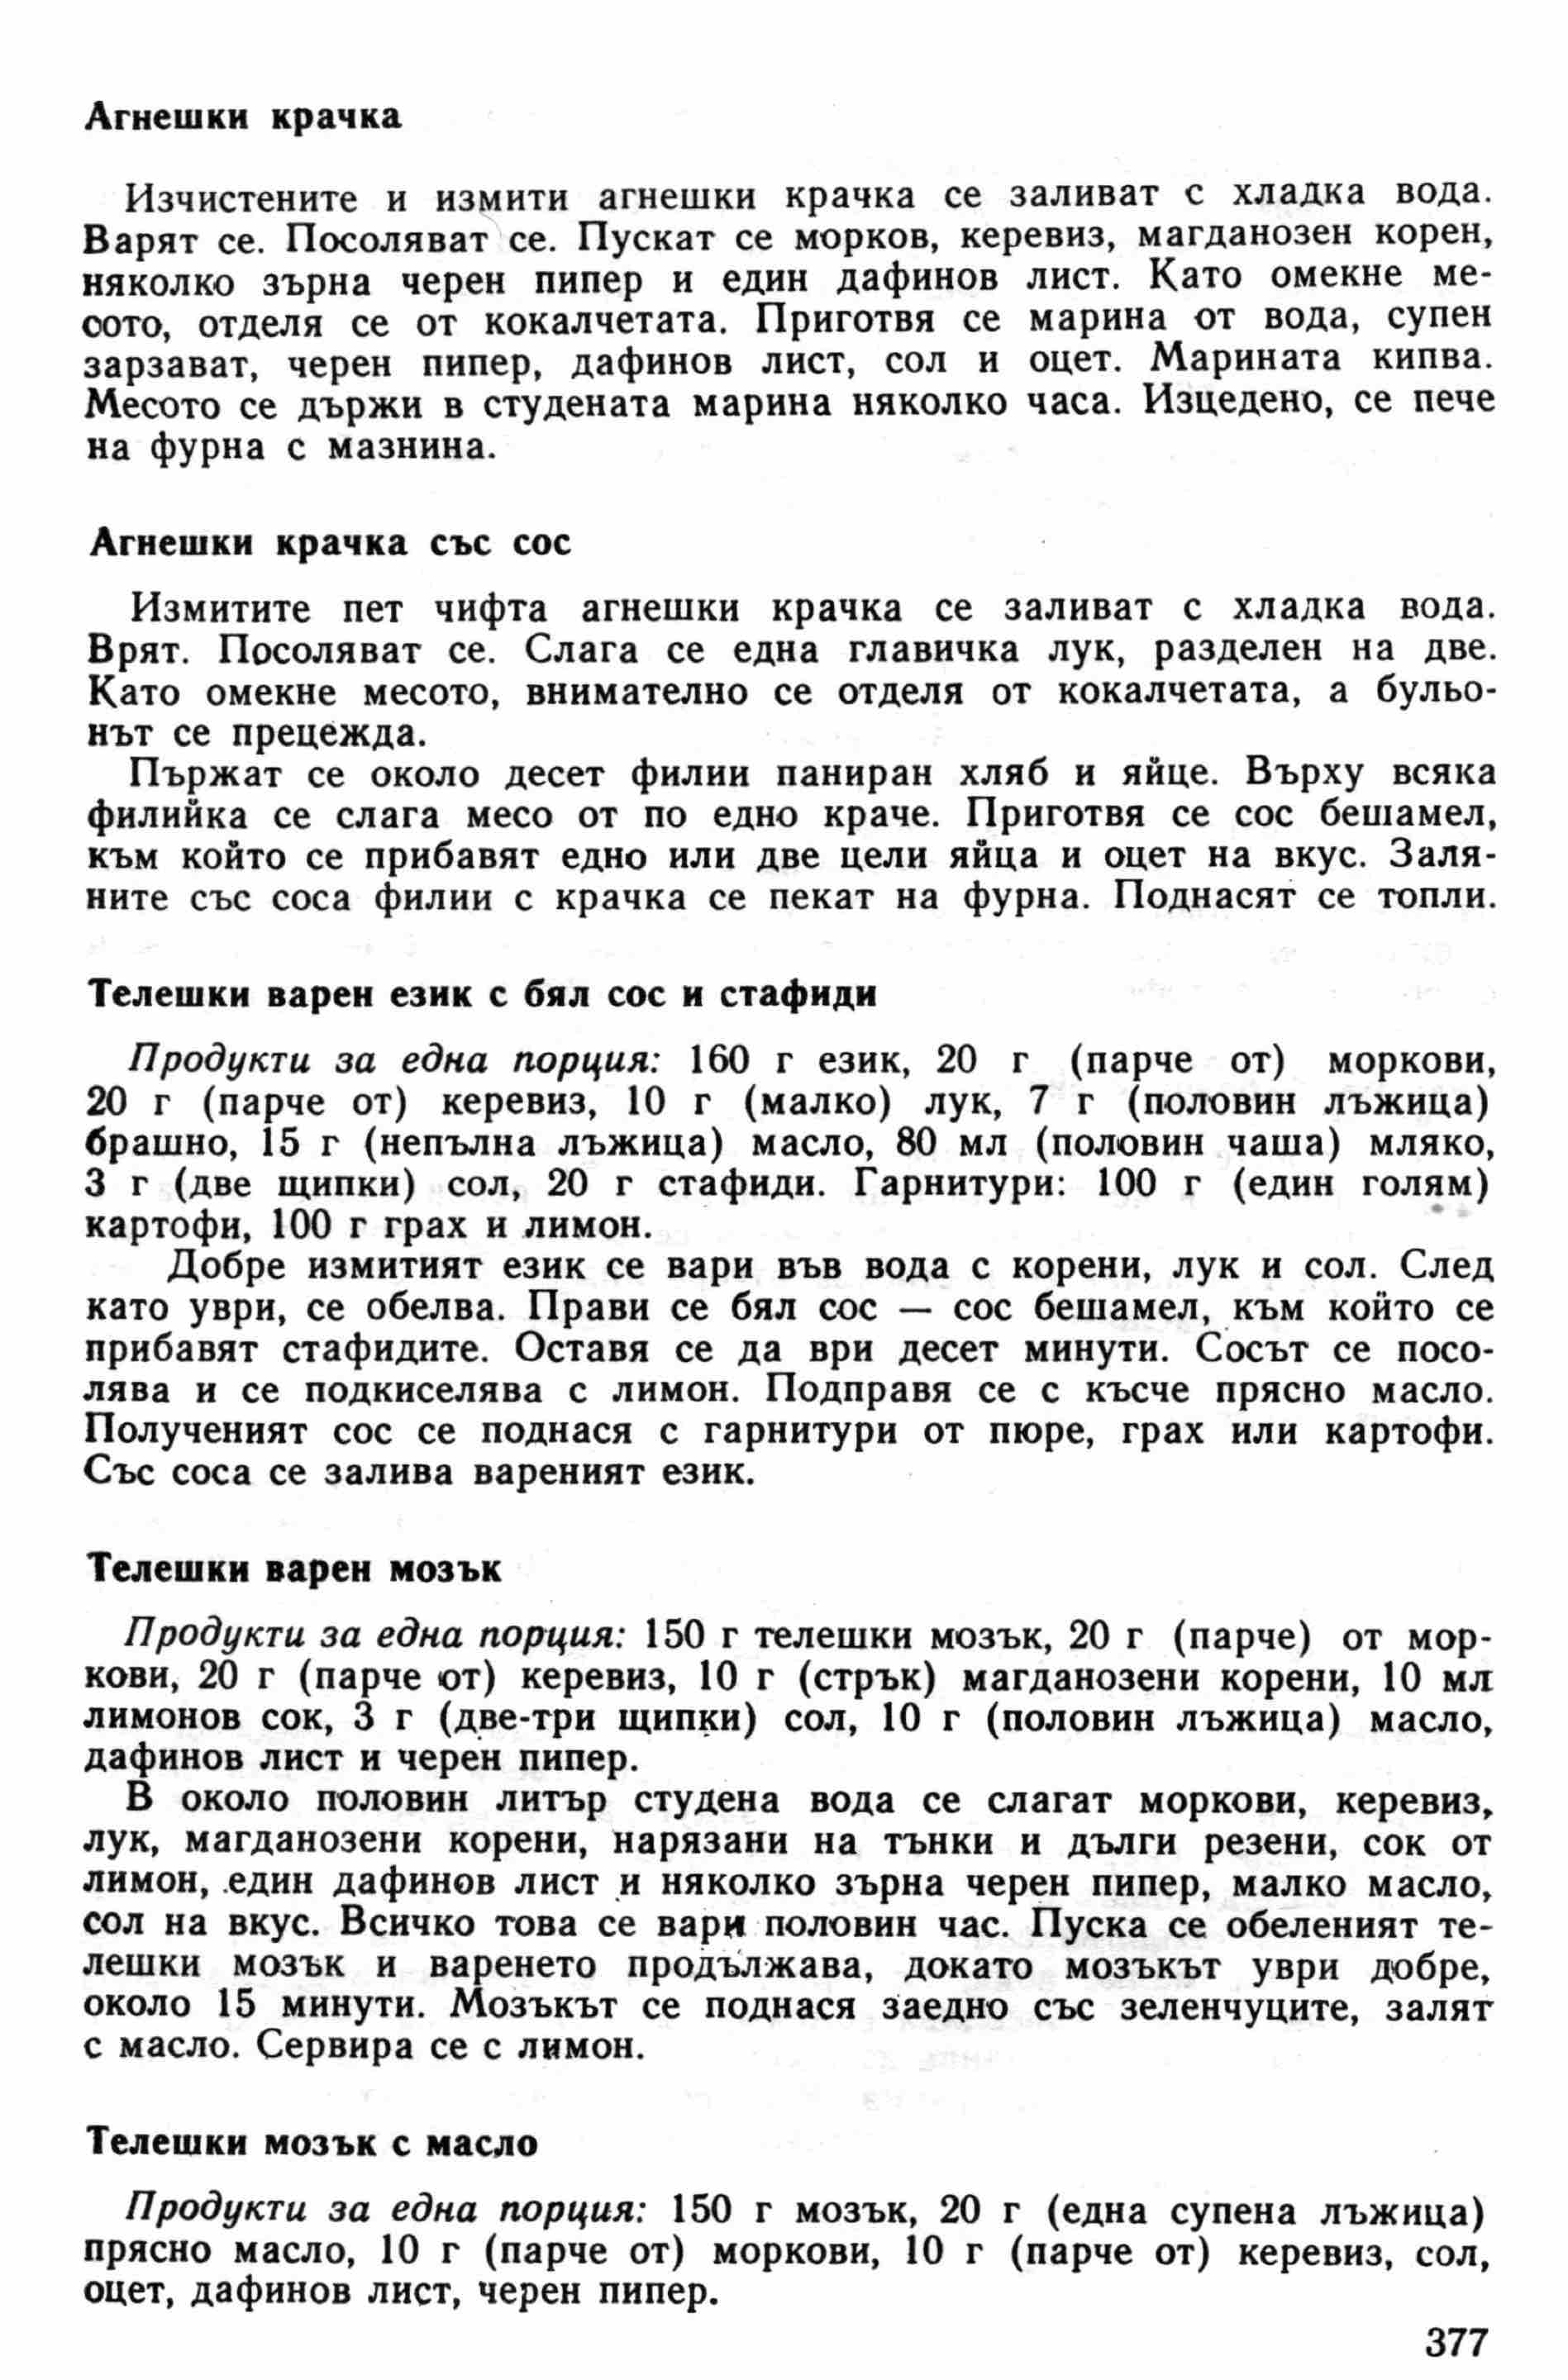 Агнешки крачка
Изчистените и измити агнешки крачка се заливат с хладка вода.
Варят се. Посоляват се. Пускат се морков, керевиз, магданозен корен,
няколко зърна черен пипер и един дафинов лист. Като омекне ме-
сото, отделя се от кокалчетата. Приготвя се марина от вода, супен
зарзават, черен пипер, дафинов лист, сол и оцет. Марината кипва.
Месото се държи в студената марина няколко часа. Изцедено, се пече
на фурна с мазнина.
Агнешки крачка със сос
Измитите пет чифта агнешки крачка се заливат с хладка вода.
Врят. Посоляват се. Слага се една главичка лук, разделен на две.
Като омекне месото, внимателно се отделя от кокалчетата, а бульо-
нът се прецежда.
Пържат се около десет филии паниран хляб и яйце. Върху всяка
филийка се слага месо от по едно краче. Приготвя се сос бешамел,
към който се прибавят едно или две цели яйца и оцет на вкус. Заля-
ните със соса филии с крачка се пекат на фурна. Поднасят се топли.
Телешки варен език с бял сос и стафиди
Продукти за една порция: 160 г език, 20 г (парче от) моркови,
20 г (парче от) керевиз, 10 г (малко) лук, 7 г (половин лъжица)
брашно, 15 г (непълна лъжица) масло, 80 мл (половин чаша) мляко,
3 г (две щипки) сол, 20 г стафиди. Гарнитури: 100 г (един голям)
картофи, 100 г грах и лимон.
Добре измитият език се вари във вода с корени, лук и сол. След
като уври, се обелва. Прави се бял сос — сос бешамел, към който се
прибавят стафидите. Оставя се да ври десет минути. Сосът се посо-
лява и се подкиселява с лимон. Подправя се с късче прясно масло.
Полученият сос се поднася с гарнитури от пюре, грах или картофи.
Със соса се залива вареният език.
Телешки варен мозък
Продукти за една порция: 150 г телешки мозък, 20 г (парче) от мор-
кови, 20 г (парче от) керевиз, 10 г (стрък) магданозени корени, 10 мл
лимонов сок, 3 г (две-три щипки) сол, 10 г (половин лъжица) масло,
дафинов лист и черен пипер.
В около половин литър студена вода се слагат моркови, керевиз,
лук, магданозени корени, нарязани на тънки и дълги резени, сок от
лимон, един дафинов лист и няколко зърна черен пипер, малко масло,
сол на вкус. Всичко това се вари половин час. Пуска се обеленият те-
лешки мозък и варенето продължава, докато мозъкът уври добре,
около 15 минути. Мозъкът се поднася заедно със зеленчуците, залят
с масло. Сервира се с лимон.
Телешки мозък с масло
Продукти за една порция: 150 г мозък, 20 г (една супена лъжица)
прясно масло, 10 г (парче от) моркови, 10 г (парче от) керевиз, сол,
оцет, дафинов лист, черен пипер.
377